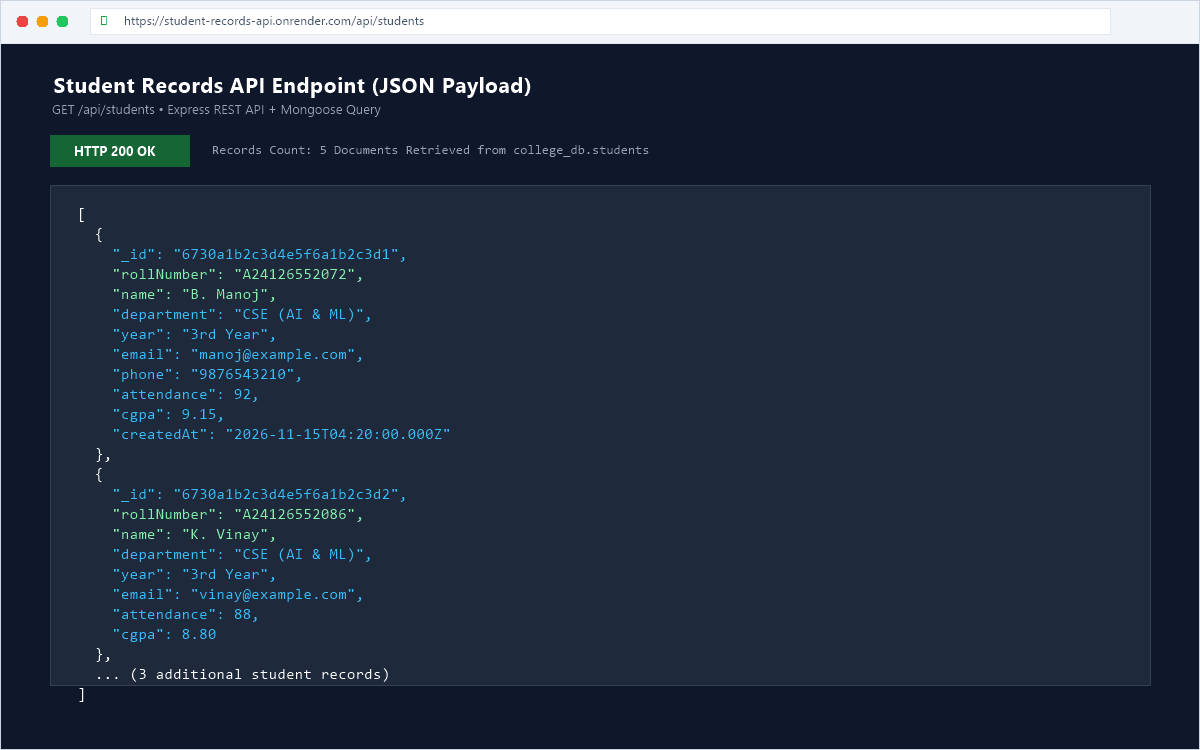 https://student-records-api.onrender.com/api/students
Student Records API Endpoint (JSON Payload)
GET /api/students • Express REST API + Mongoose Query
HTTP 200 OK
Records Count: 5 Documents Retrieved from college_db.students
[
  {
    "_id": "6730a1b2c3d4e5f6a1b2c3d1",
    "rollNumber": "A24126552072",
    "name": "B. Manoj",
    "department": "CSE (AI & ML)",
    "year": "3rd Year",
    "email": "manoj@example.com",
    "phone": "9876543210",
    "attendance": 92,
    "cgpa": 9.15,
    "createdAt": "2026-11-15T04:20:00.000Z"
  },
  {
    "_id": "6730a1b2c3d4e5f6a1b2c3d2",
    "rollNumber": "A24126552086",
    "name": "K. Vinay",
    "department": "CSE (AI & ML)",
    "year": "3rd Year",
    "email": "vinay@example.com",
    "attendance": 88,
    "cgpa": 8.80
  },
  ... (3 additional student records)
]